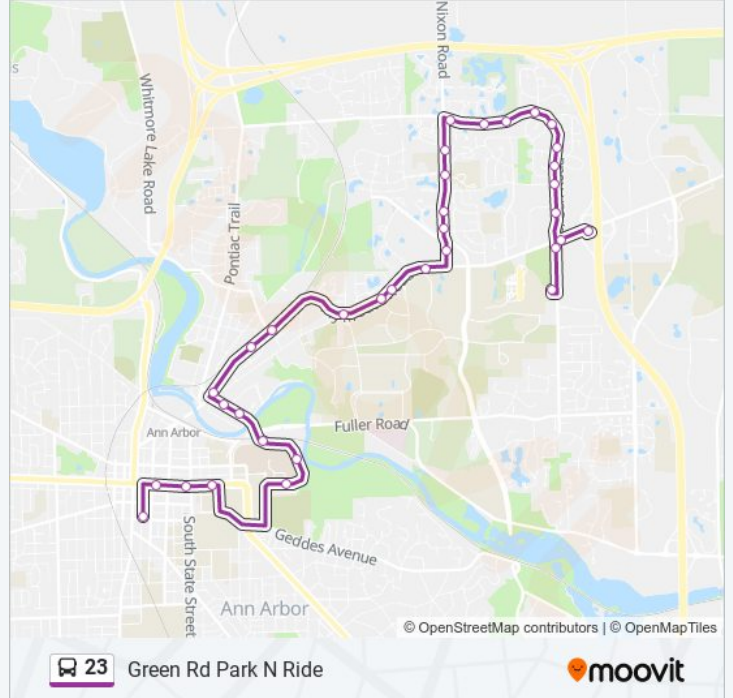 Nixon Road
s
Whitmore Lake Road
Pontiac Trail
Fuller Road
Ann Arbor
Geddes Avenue
South State Street
Ann Arbor
© OpenStreetMap contributors | © OpenMapTiles
23 Green Rd Park N Ride
moovit